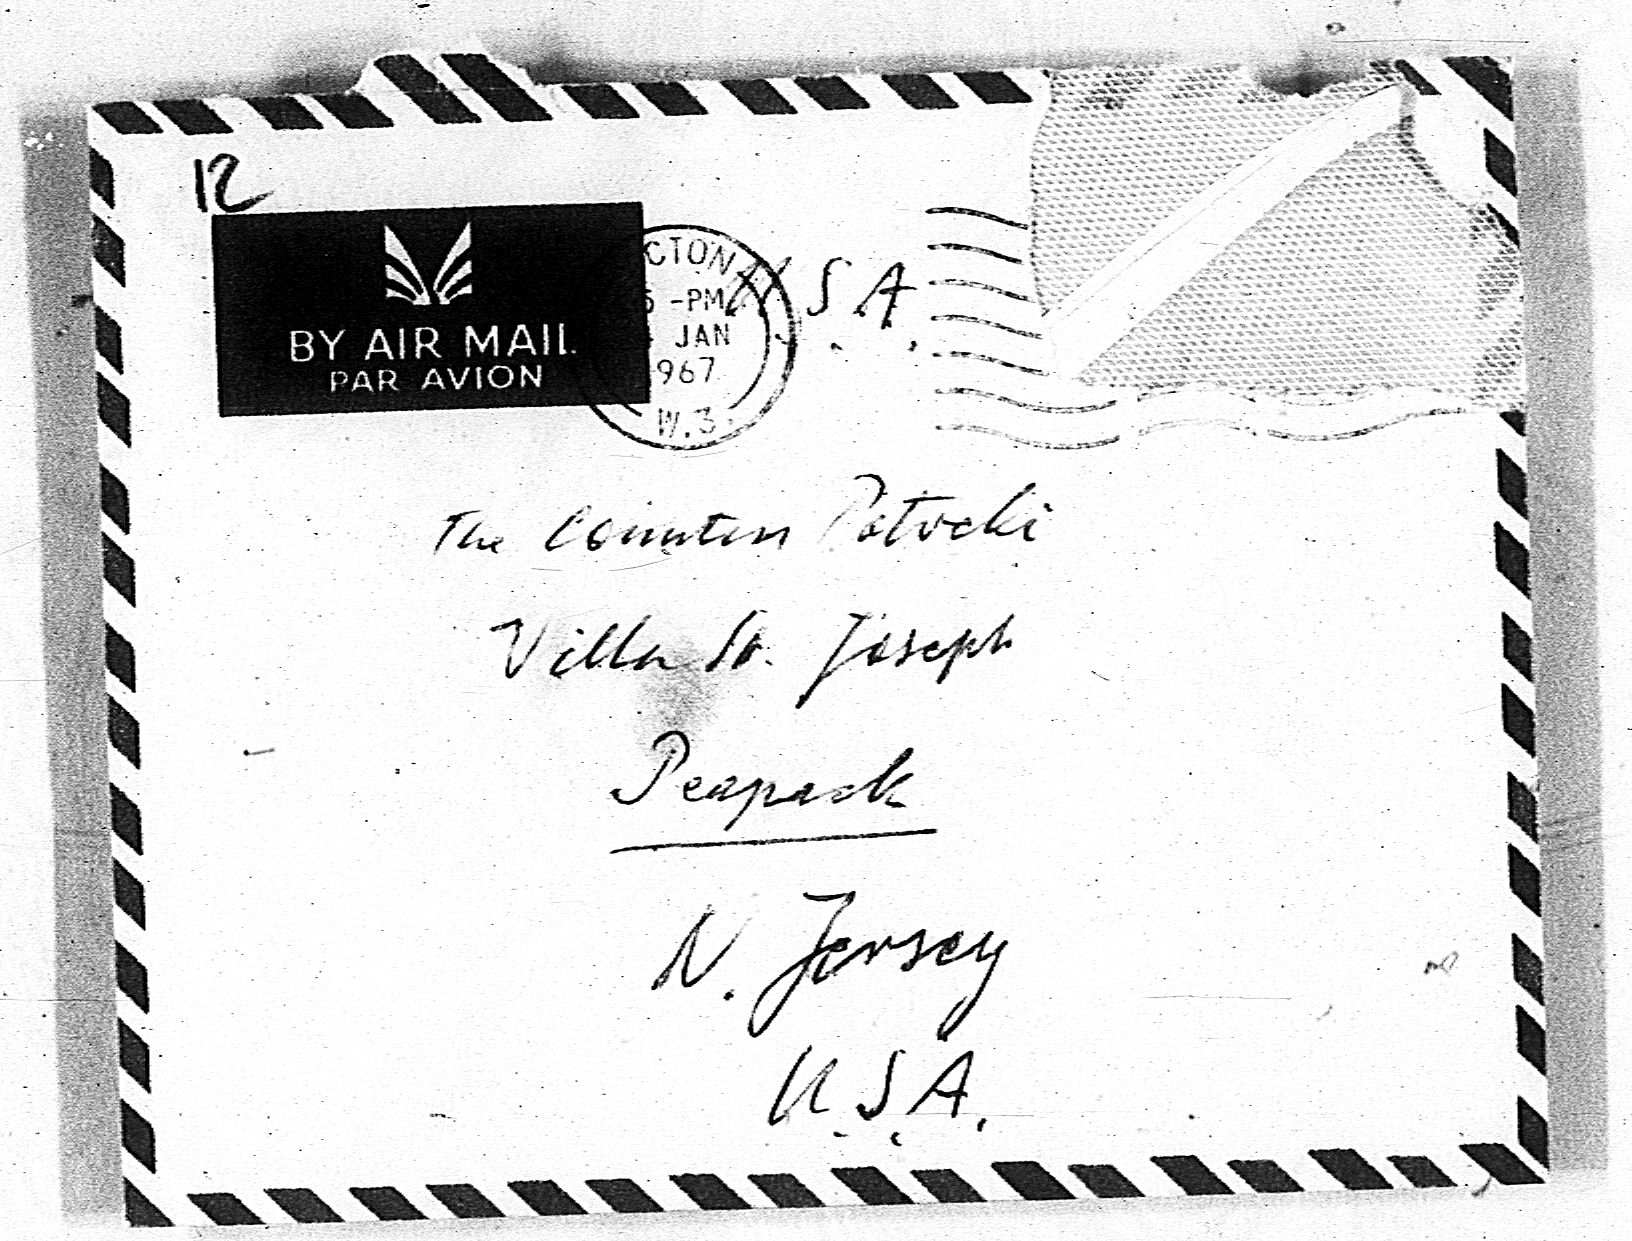 12
BY AIR MAIL
PAR AVION
CTON
5 -PM
JAN
967
W.3.
U.S.A.
The Countess Potocki
Villa St. Joseph
Peapack
N. Jersey
U.S.A.